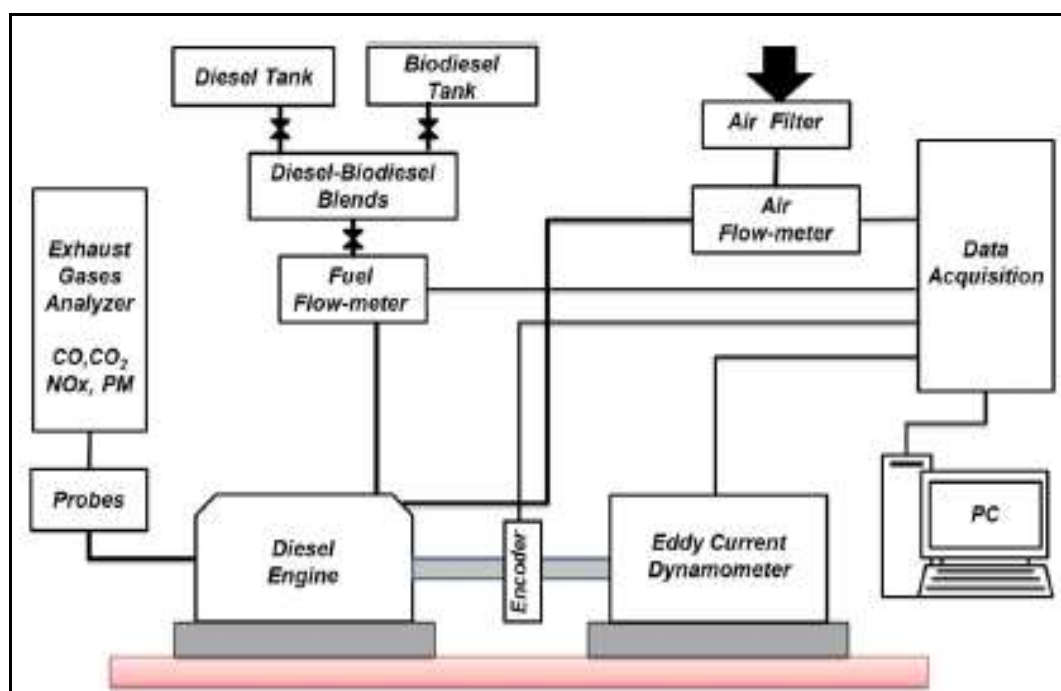 Diesel Tank
Biodiesel
Tank
Air Filter
Diesel-Biodiesel
Blends
Air
Flow-meter
Data
Acquisition
Exhaust
Gases
Analyzer
CO,CO₂
NOx, PM
Fuel
Flow-meter
Probes
Diesel
Engine
Encoder
Eddy Current
Dynamometer
PC